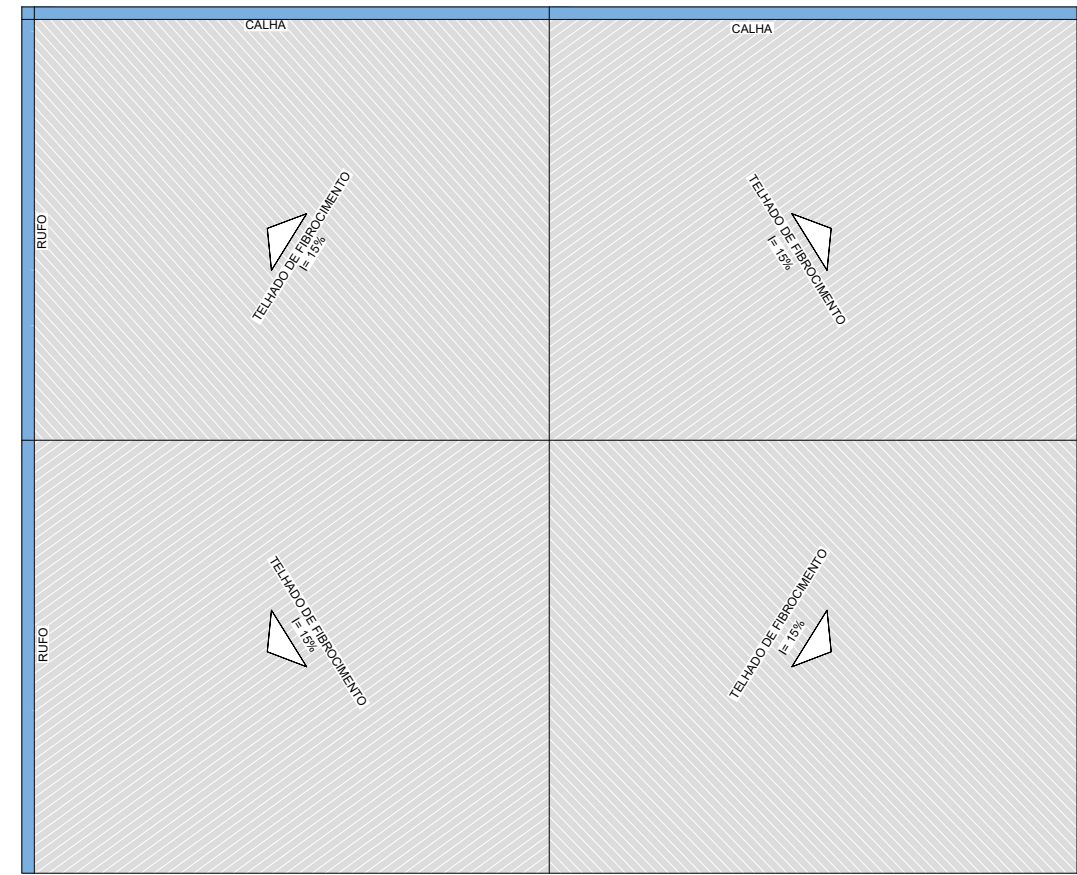 CALHA
CALHA
RUFO
TELHADO DE FIBROCIMENTO
I= 15%
TELHADO DE FIBROCIMENTO
I= 15%
RUFO
TELHADO DE FIBROCIMENTO
I= 15%
TELHADO DE FIBROCIMENTO
I= 15%